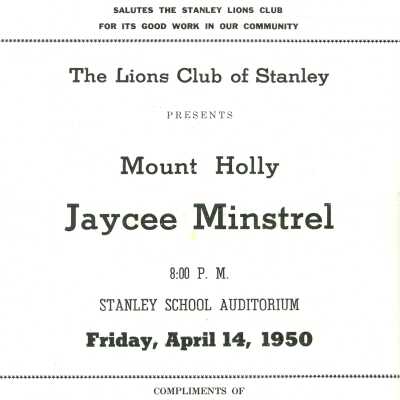 SALUTES THE STANLEY LIONS CLUB
FOR ITS GOOD WORK IN OUR COMMUNITY
The Lions Club of Stanley
PRESENTS
Mount Holly
Jaycee Minstrel
8:00 P. M.
STANLEY SCHOOL AUDITORIUM
Friday, April 14, 1950
COMPLIMENTS OF